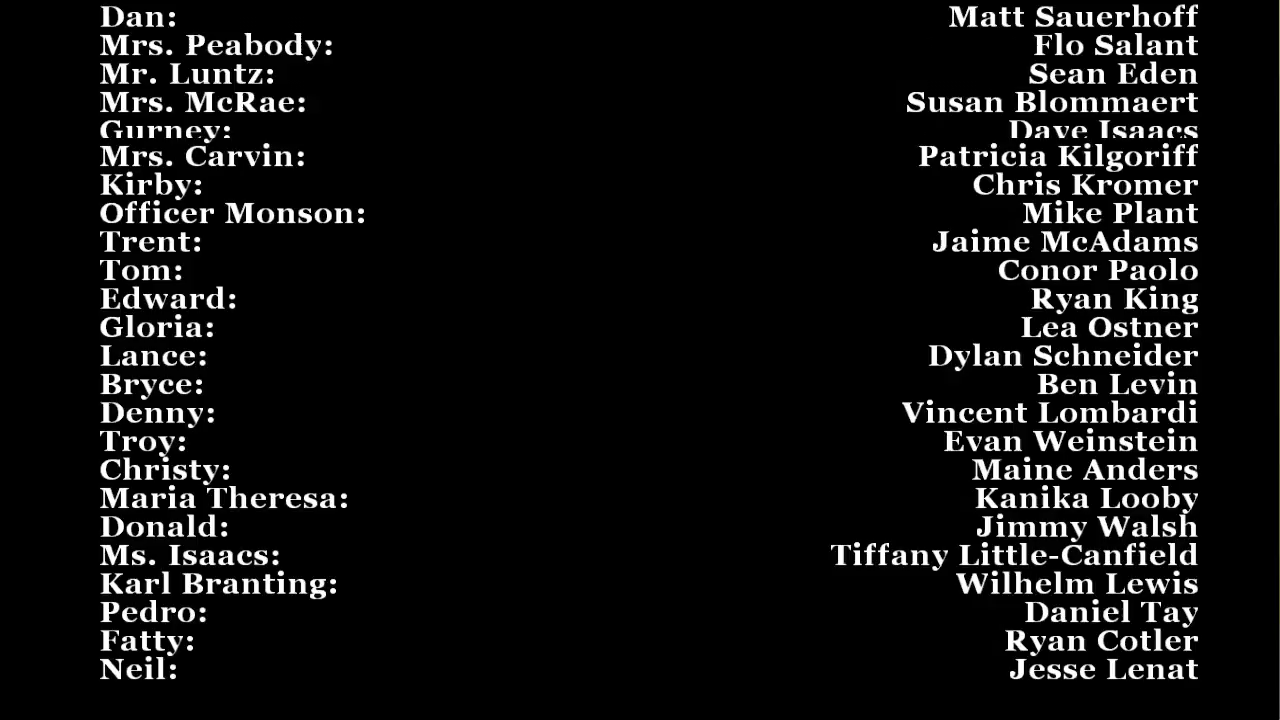 Dan: Matt Sauerhoff
Mrs. Peabody: Flo Salant
Mr. Luntz: Sean Eden
Mrs. McRae: Susan Blommaert
Gurney: Dave Isaacs
Mrs. Carvin: Patricia Kilgoriff
Kirby: Chris Kromer
Officer Monson: Mike Plant
Trent: Jaime McAdams
Tom: Conor Paolo
Edward: Ryan King
Gloria: Lea Ostner
Lance: Dylan Schneider
Bryce: Ben Levin
Denny: Vincent Lombardi
Troy: Evan Weinstein
Christy: Maine Anders
Maria Theresa: Kanika Looby
Donald: Jimmy Walsh
Ms. Isaacs: Tiffany Little-Canfield
Karl Branting: Wilhelm Lewis
Pedro: Daniel Tay
Fatty: Ryan Cotler
Neil: Jesse Lenat